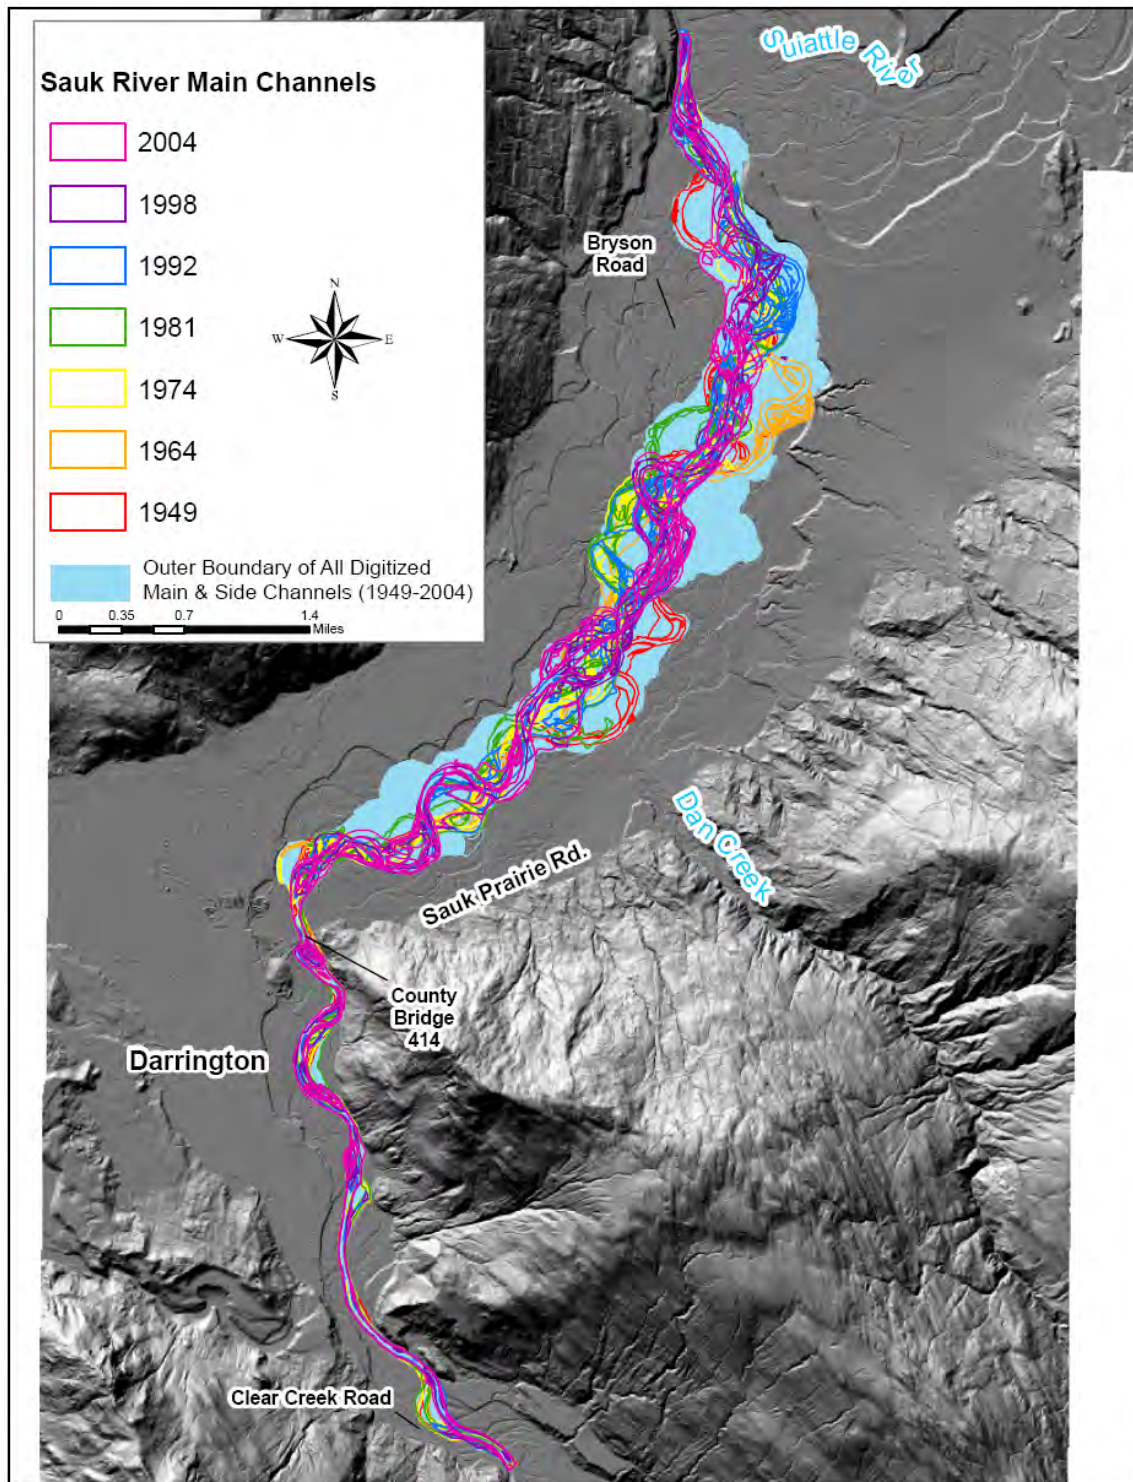 Sauk River Main Channels
2004
1998
1992
1981
1974
1964
1949
Outer Boundary of All Digitized
Main & Side Channels (1949-2004)
0 0.35 0.7 1.4
Miles
N
W E
S
Suiattle River
Bryson
Road
Dan Creek
Sauk Prairie Rd.
County
Bridge
414
Darrington
Clear Creek Road